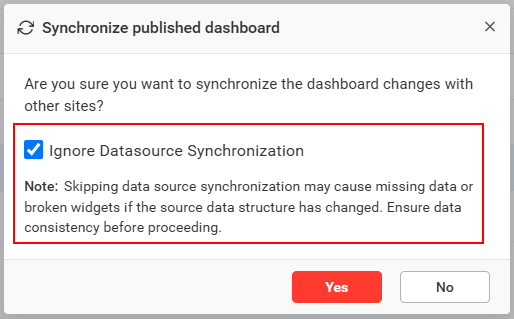 Synchronize published dashboard
Are you sure you want to synchronize the dashboard changes with
other sites?
Ignore Datasource Synchronization
Note: Skipping data source synchronization may cause missing data or
broken widgets if the source data structure has changed. Ensure data
consistency before proceeding.
Yes
No